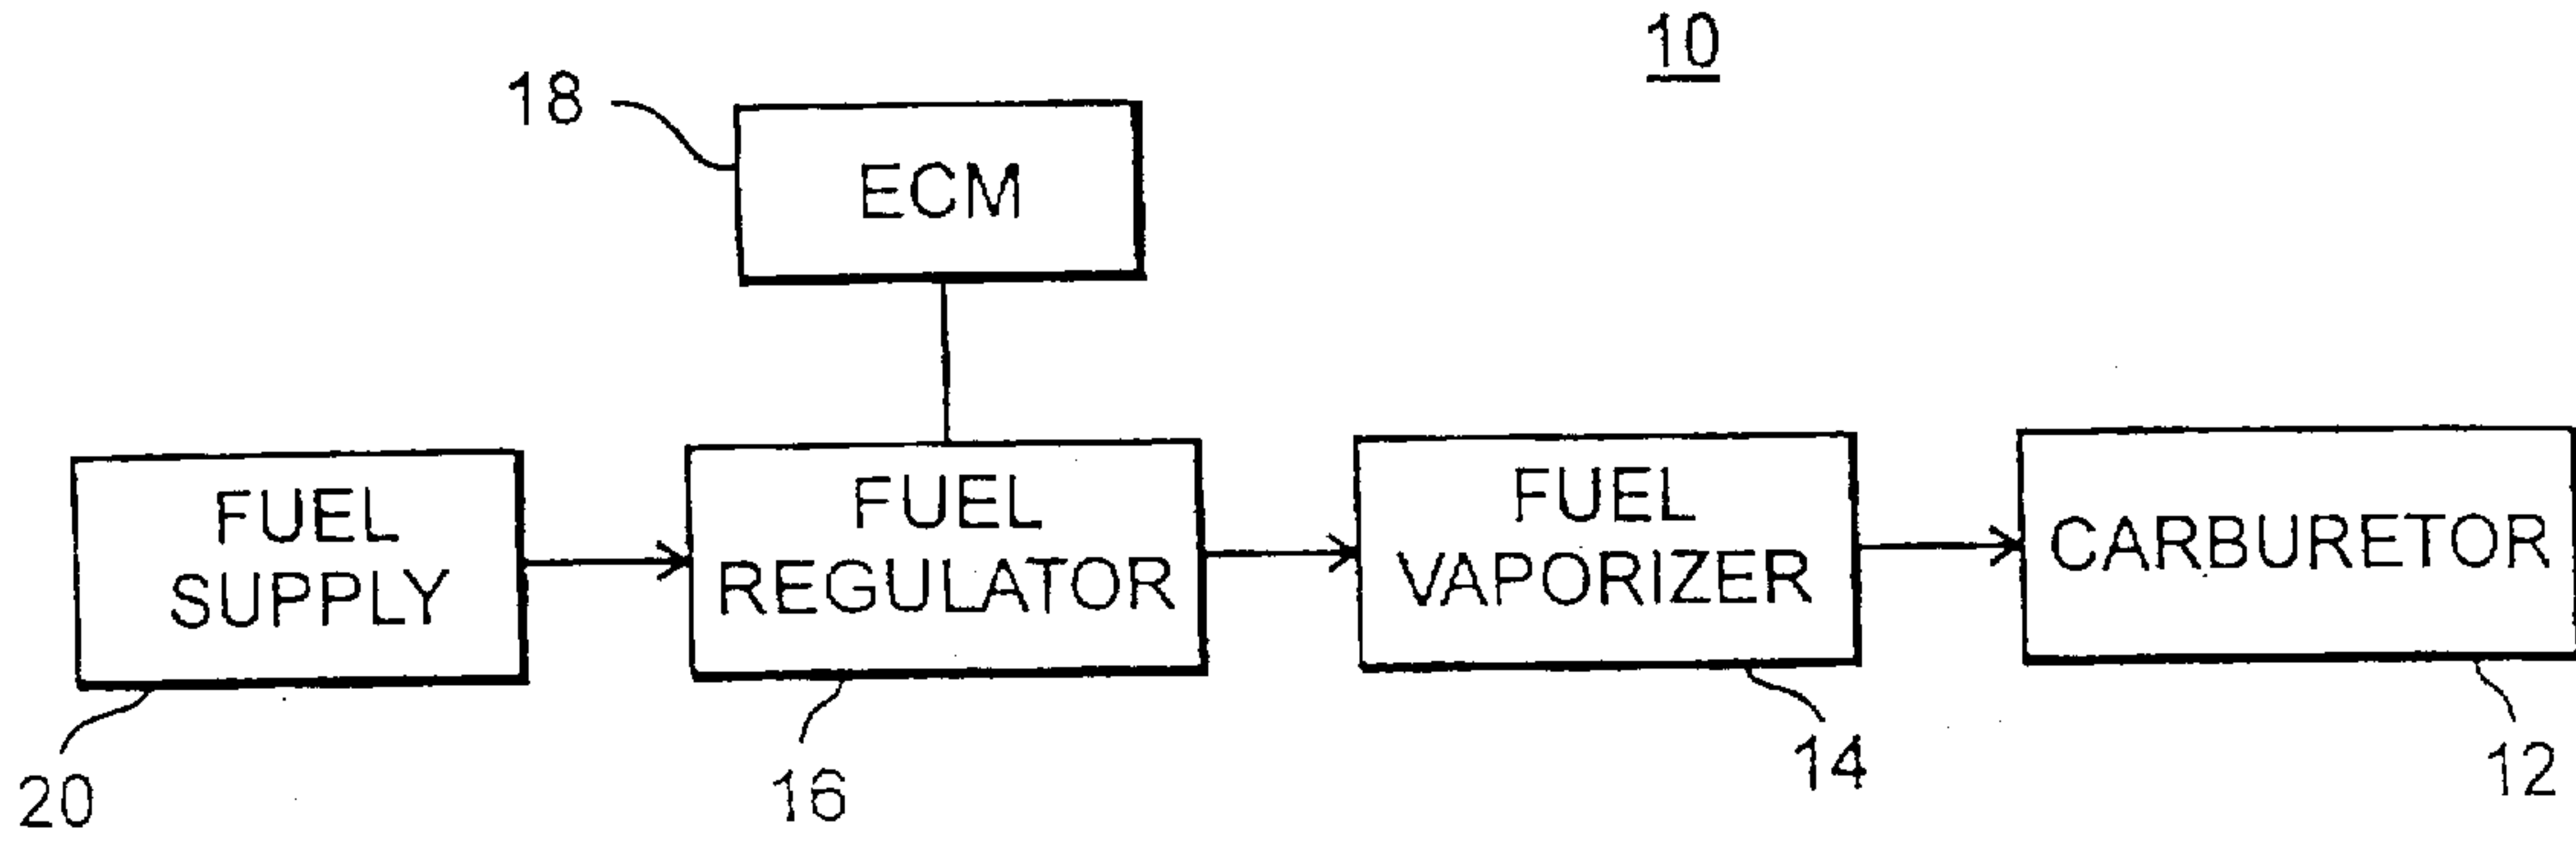 10
18
ECM
FUEL
SUPPLY
FUEL
REGULATOR
FUEL
VAPORIZER
CARBURETOR
20
16
14
12